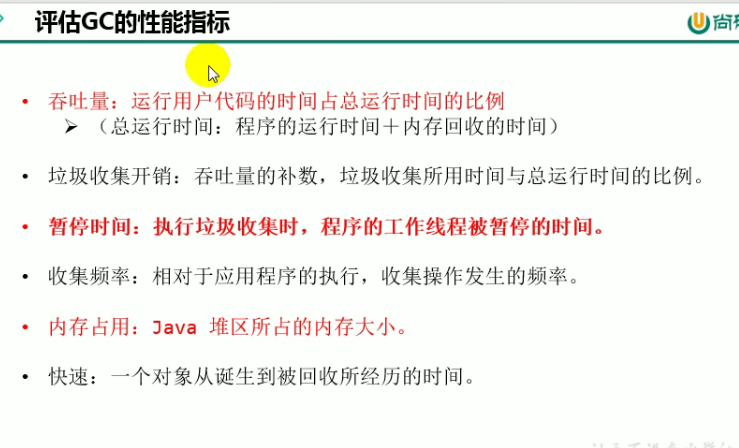 评估GC的性能指标
尚
• 吞吐量：运行用户代码的时间占总运行时间的比例
➢ （总运行时间：程序的运行时间＋内存回收的时间）
• 垃圾收集开销：吞吐量的补数，垃圾收集所用时间与总运行时间的比例。
• 暂停时间：执行垃圾收集时，程序的工作线程被暂停的时间。
• 收集频率：相对于应用程序的执行，收集操作发生的频率。
• 内存占用：Java 堆区所占的内存大小。
• 快速：一个对象从诞生到被回收所经历的时间。